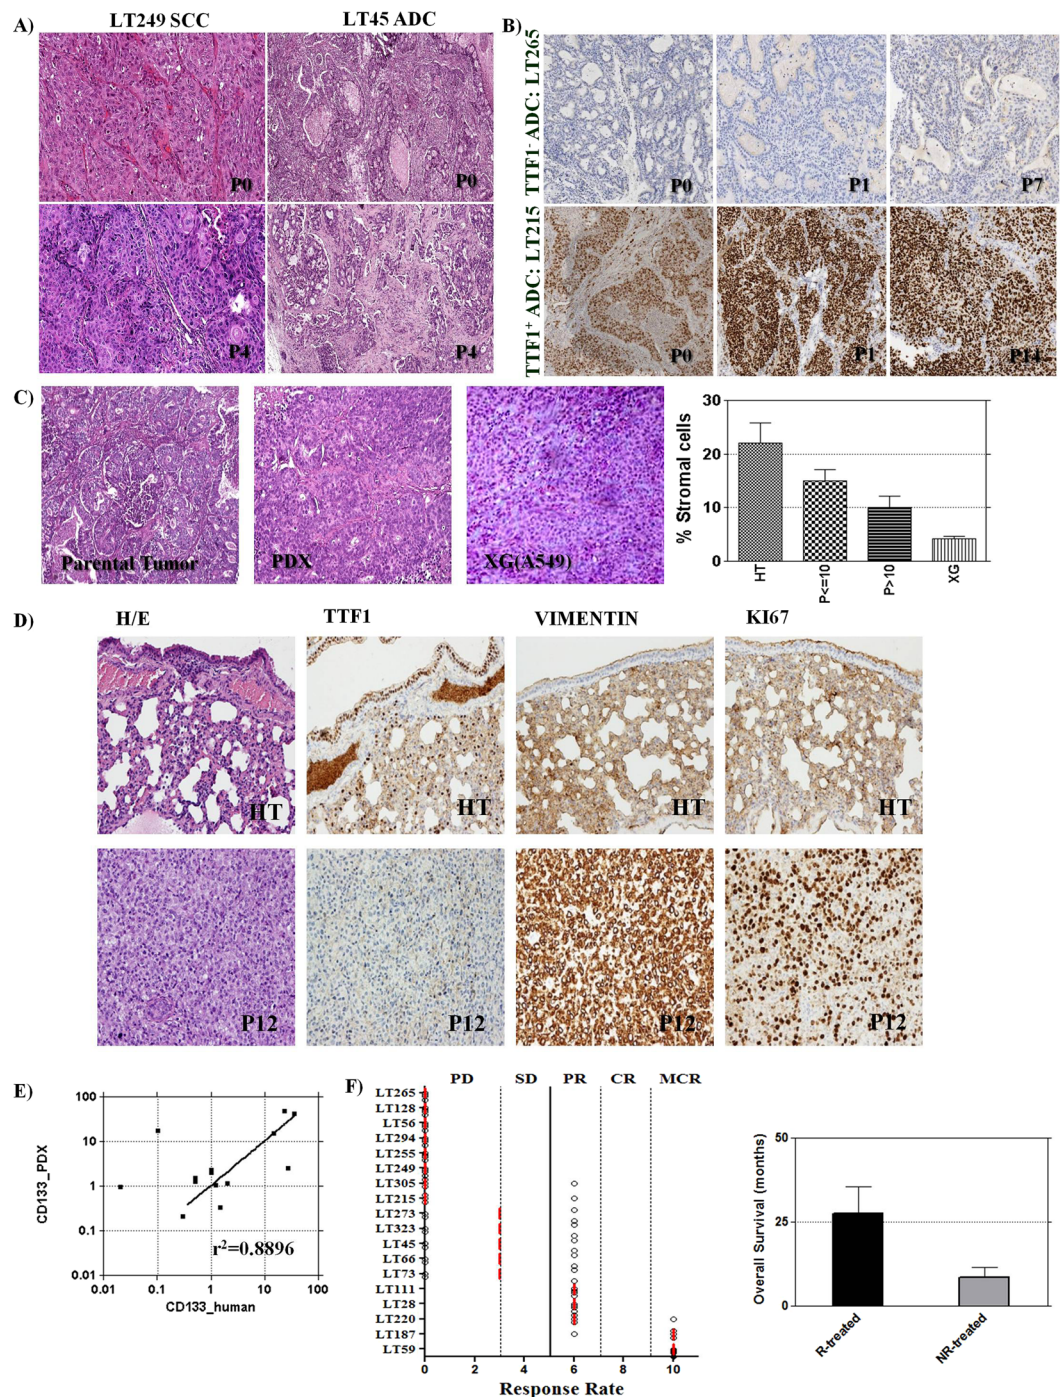 A)
LT249 SCC
LT45 ADC
P0
P0
P4
P4
B)
TTF1- ADC: LT265
P0
P1
P7
TTF1+ ADC: LT215
P0
P1
P14
C)
Parental Tumor
PDX
XG(A549)
% Stromal cells
30
20
10
0
HT
P<=10
P>10
XG
D)
H/E
TTF1
VIMENTIN
KI67
HT
HT
HT
HT
P12
P12
P12
P12
E)
CD133_PDX
100
10
1
0.1
0.01
r²=0.8896
0.01
0.1
1
10
100
CD133_human
F)
PD
SD
PR
CR
MCR
LT265
LT128
LT56
LT294
LT255
LT249
LT305
LT215
LT273
LT323
LT45
LT66
LT73
LT111
LT28
LT220
LT187
LT59
0
2
4
6
8
10
Response Rate
Overall Survival (months)
50
25
0
R-treated
NR-treated